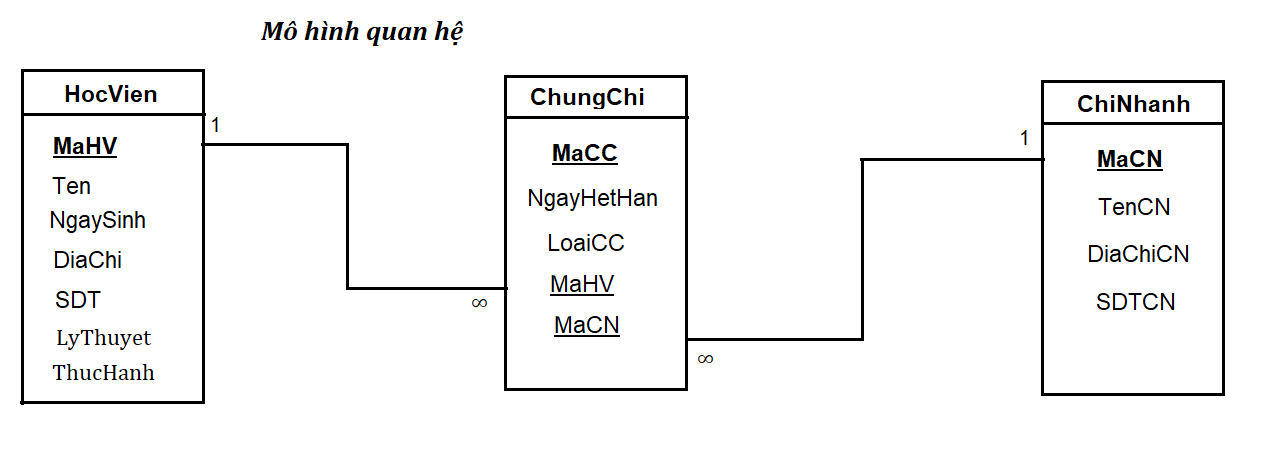 Mô hình quan hệ
HocVien
MaHV
Ten
NgaySinh
DiaChi
SDT
LyThuyet
ThucHanh
1
∞
ChungChi
MaCC
NgayHetHan
LoaiCC
MaHV
MaCN
∞
1
ChiNhanh
MaCN
TenCN
DiaChiCN
SDTCN